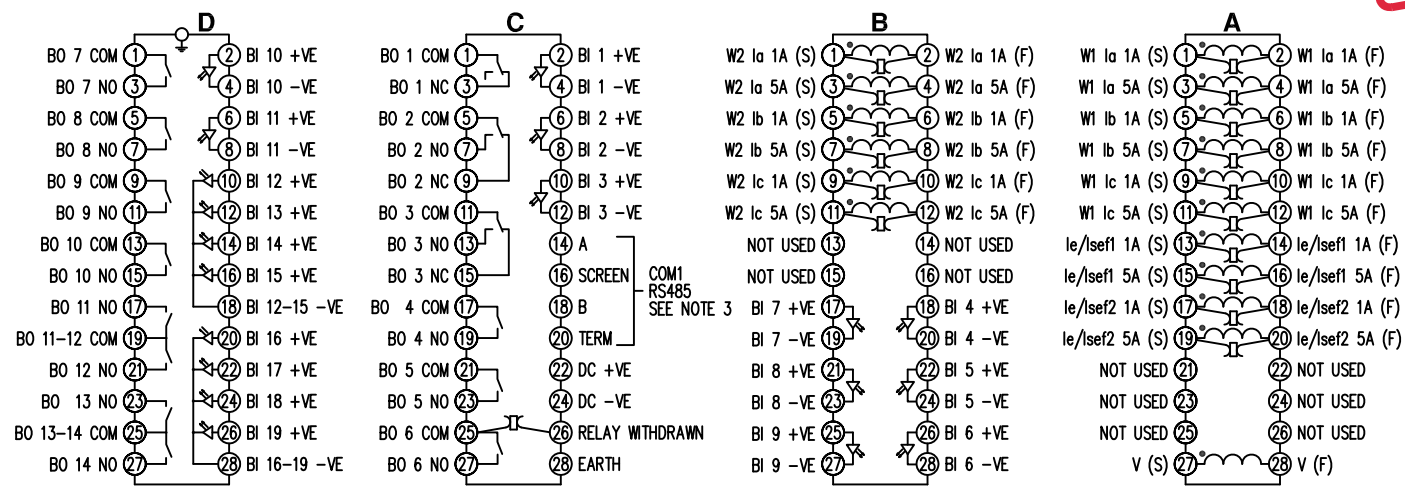 D
BO 7 COM 1 2 BI 10 +VE
BO 7 NO 3 4 BI 10 -VE
BO 8 COM 5 6 BI 11 +VE
BO 8 NO 7 8 BI 11 -VE
BO 9 COM 9 10 BI 12 +VE
BO 9 NO 11 12 BI 13 +VE
BO 10 COM 13 14 BI 14 +VE
BO 10 NO 15 16 BI 15 +VE
BO 11 NO 17 18 BI 12-15 -VE
BO 11-12 COM 19 20 BI 16 +VE
BO 12 NO 21 22 BI 17 +VE
BO 13 NO 23 24 BI 18 +VE
BO 13-14 COM 25 26 BI 19 +VE
BO 14 NO 27 28 BI 16-19 -VE
C
BO 1 COM 1 2 BI 1 +VE
BO 1 NC 3 4 BI 1 -VE
BO 2 COM 5 6 BI 2 +VE
BO 2 NO 7 8 BI 2 -VE
BO 2 NC 9 10 BI 3 +VE
BO 3 COM 11 12 BI 3 -VE
BO 3 NO 13 14 A
BO 3 NC 15 16 SCREEN
BO 4 COM 17 18 B
BO 4 NO 19 20 TERM
COM1
RS485
SEE NOTE 3
BO 5 COM 21 22 DC +VE
BO 5 NO 23 24 DC -VE
BO 6 COM 25 26 RELAY WITHDRAWN
BO 6 NO 27 28 EARTH
B
W2 Ia 1A (S) 1 2 W2 Ia 1A (F)
W2 Ia 5A (S) 3 4 W2 Ia 5A (F)
W2 Ib 1A (S) 5 6 W2 Ib 1A (F)
W2 Ib 5A (S) 7 8 W2 Ib 5A (F)
W2 Ic 1A (S) 9 10 W2 Ic 1A (F)
W2 Ic 5A (S) 11 12 W2 Ic 5A (F)
NOT USED 13 14 NOT USED
NOT USED 15 16 NOT USED
BI 7 +VE 17 18 BI 4 +VE
BI 7 -VE 19 20 BI 4 -VE
BI 8 +VE 21 22 BI 5 +VE
BI 8 -VE 23 24 BI 5 -VE
BI 9 +VE 25 26 BI 6 +VE
BI 9 -VE 27 28 BI 6 -VE
A
W1 Ia 1A (S) 1 2 W1 Ia 1A (F)
W1 Ia 5A (S) 3 4 W1 Ia 5A (F)
W1 Ib 1A (S) 5 6 W1 Ib 1A (F)
W1 Ib 5A (S) 7 8 W1 Ib 5A (F)
W1 Ic 1A (S) 9 10 W1 Ic 1A (F)
W1 Ic 5A (S) 11 12 W1 Ic 5A (F)
Ie/Isef1 1A (S) 13 14 Ie/Isef1 1A (F)
Ie/Isef1 5A (S) 15 16 Ie/Isef1 5A (F)
Ie/Isef2 1A (S) 17 18 Ie/Isef2 1A (F)
Ie/Isef2 5A (S) 19 20 Ie/Isef2 5A (F)
NOT USED 21 22 NOT USED
NOT USED 23 24 NOT USED
NOT USED 25 26 NOT USED
V (S) 27 28 V (F)